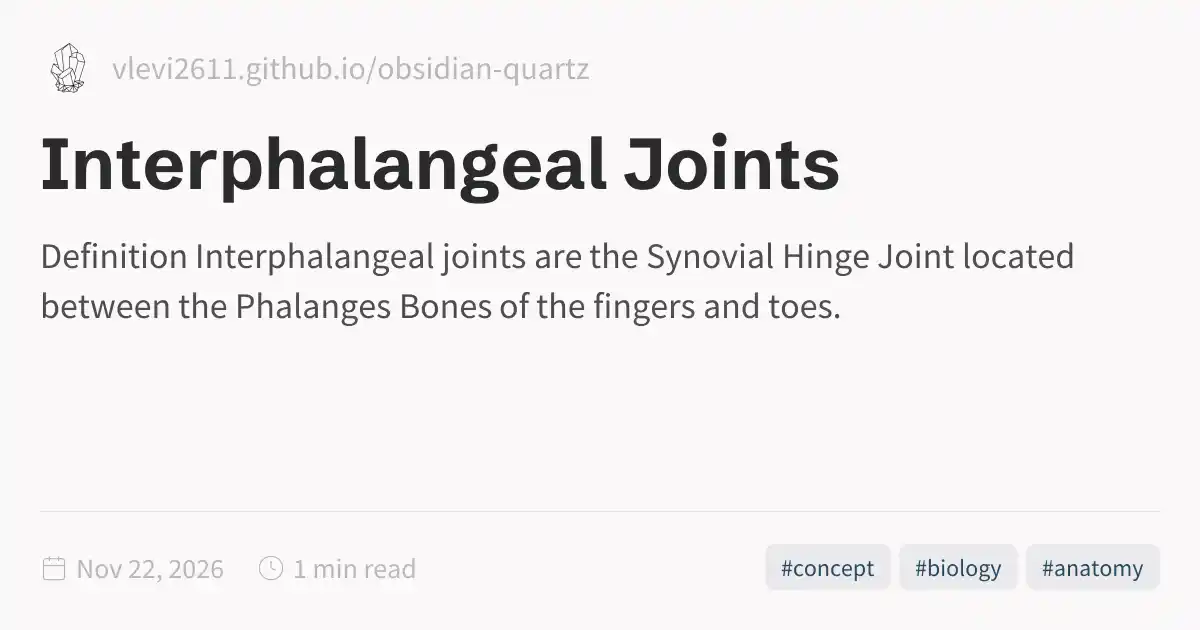 vlevi2611.github.io/obsidian-quartz
Interphalangeal Joints
Definition Interphalangeal joints are the Synovial Hinge Joint located
between the Phalanges Bones of the fingers and toes.
Nov 22, 2026 1 min read #concept #biology #anatomy